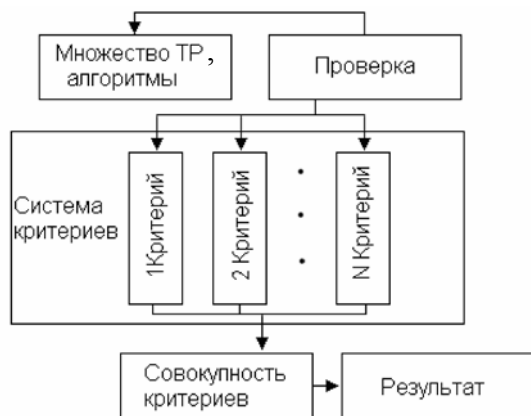 Множество ТР,
алгоритмы
Проверка
Система
критериев
1Критерий
2 Критерий
N Критерий
Совокупность
критериев
Результат